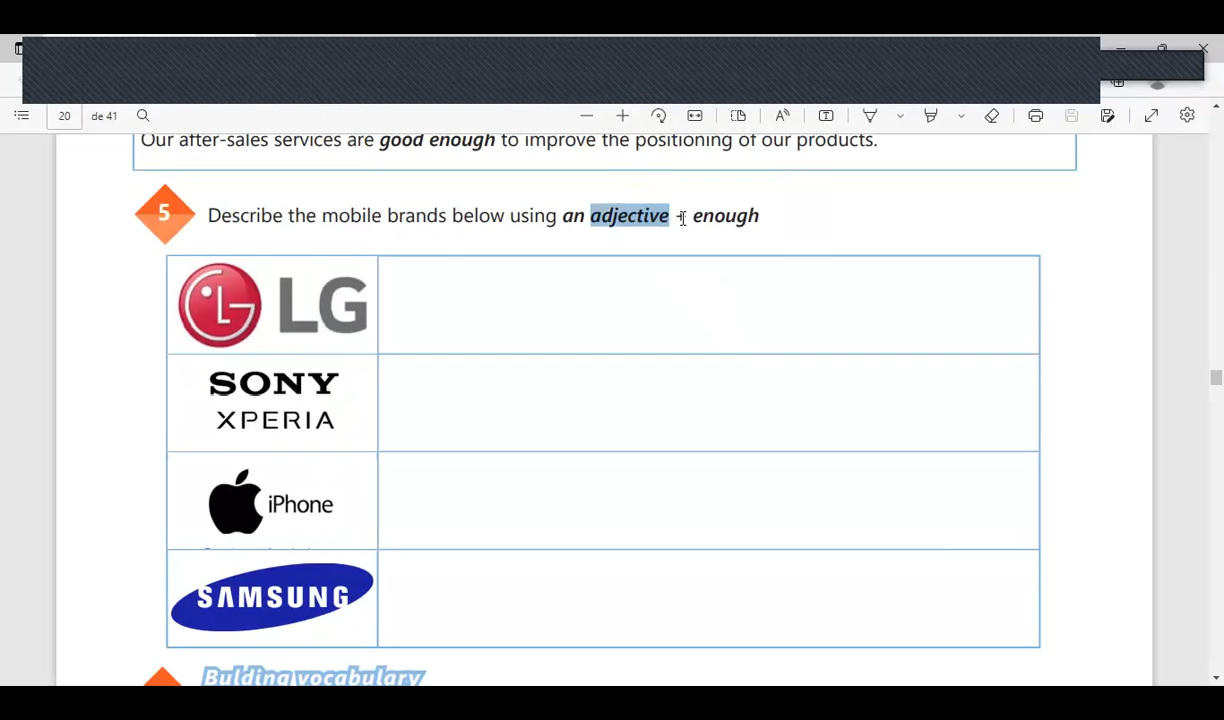 20 de 41
Our after-sales services are good enough to improve the positioning of our products.
5 Describe the mobile brands below using an adjective + enough
LG
SONY
XPERIA
iPhone
SAMSUNG
Bulding vocabulary